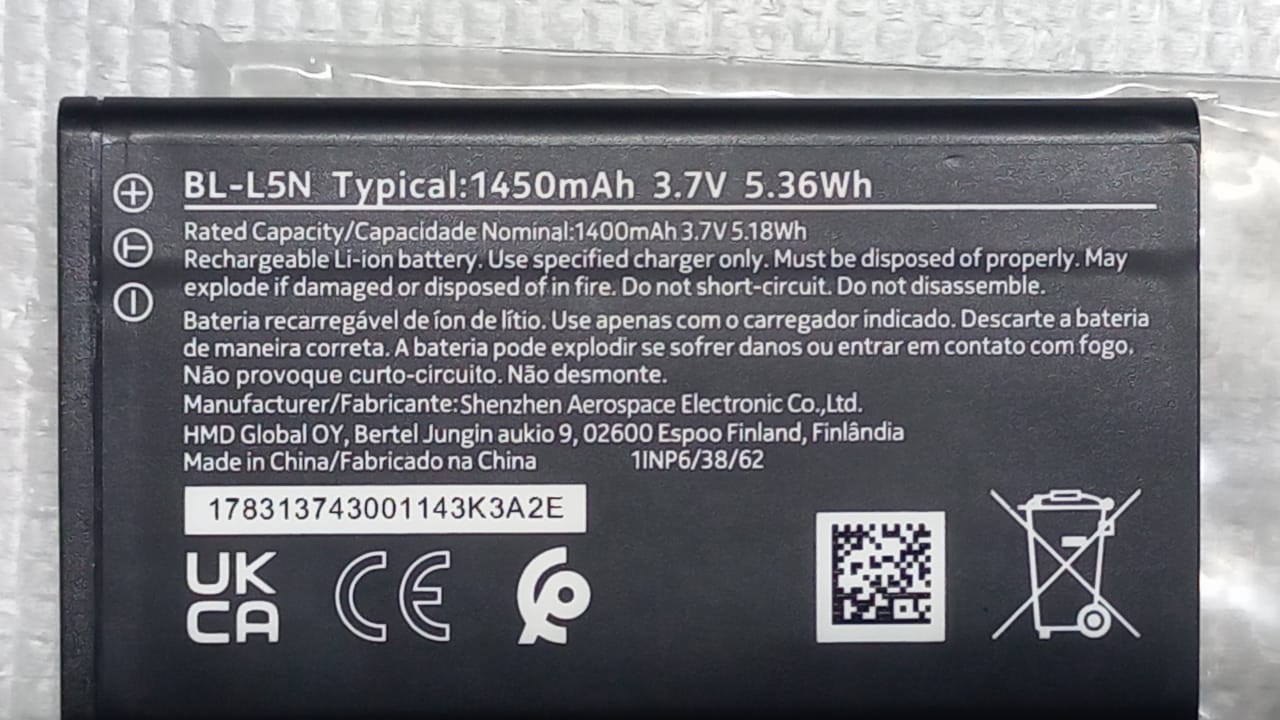 BL-L5N Typical:1450mAh 3.7V 5.36Wh
Rated Capacity/Capacidade Nominal:1400mAh 3.7V 5.18Wh
Rechargeable Li-ion battery. Use specified charger only. Must be disposed of properly. May
explode if damaged or disposed of in fire. Do not short-circuit. Do not disassemble.
Bateria recarregável de íon de lítio. Use apenas com o carregador indicado. Descarte a bateria
de maneira correta. A bateria pode explodir se sofrer danos ou entrar em contato com fogo.
Não provoque curto-circuito. Não desmonte.
Manufacturer/Fabricante:Shenzhen Aerospace Electronic Co.,Ltd.
HMD Global OY, Bertel Jungin aukio 9, 02600 Espoo Finland, Finlândia
Made in China/Fabricado na China 1INP6/38/62
178313743001143K3A2E
UK
CA
CE